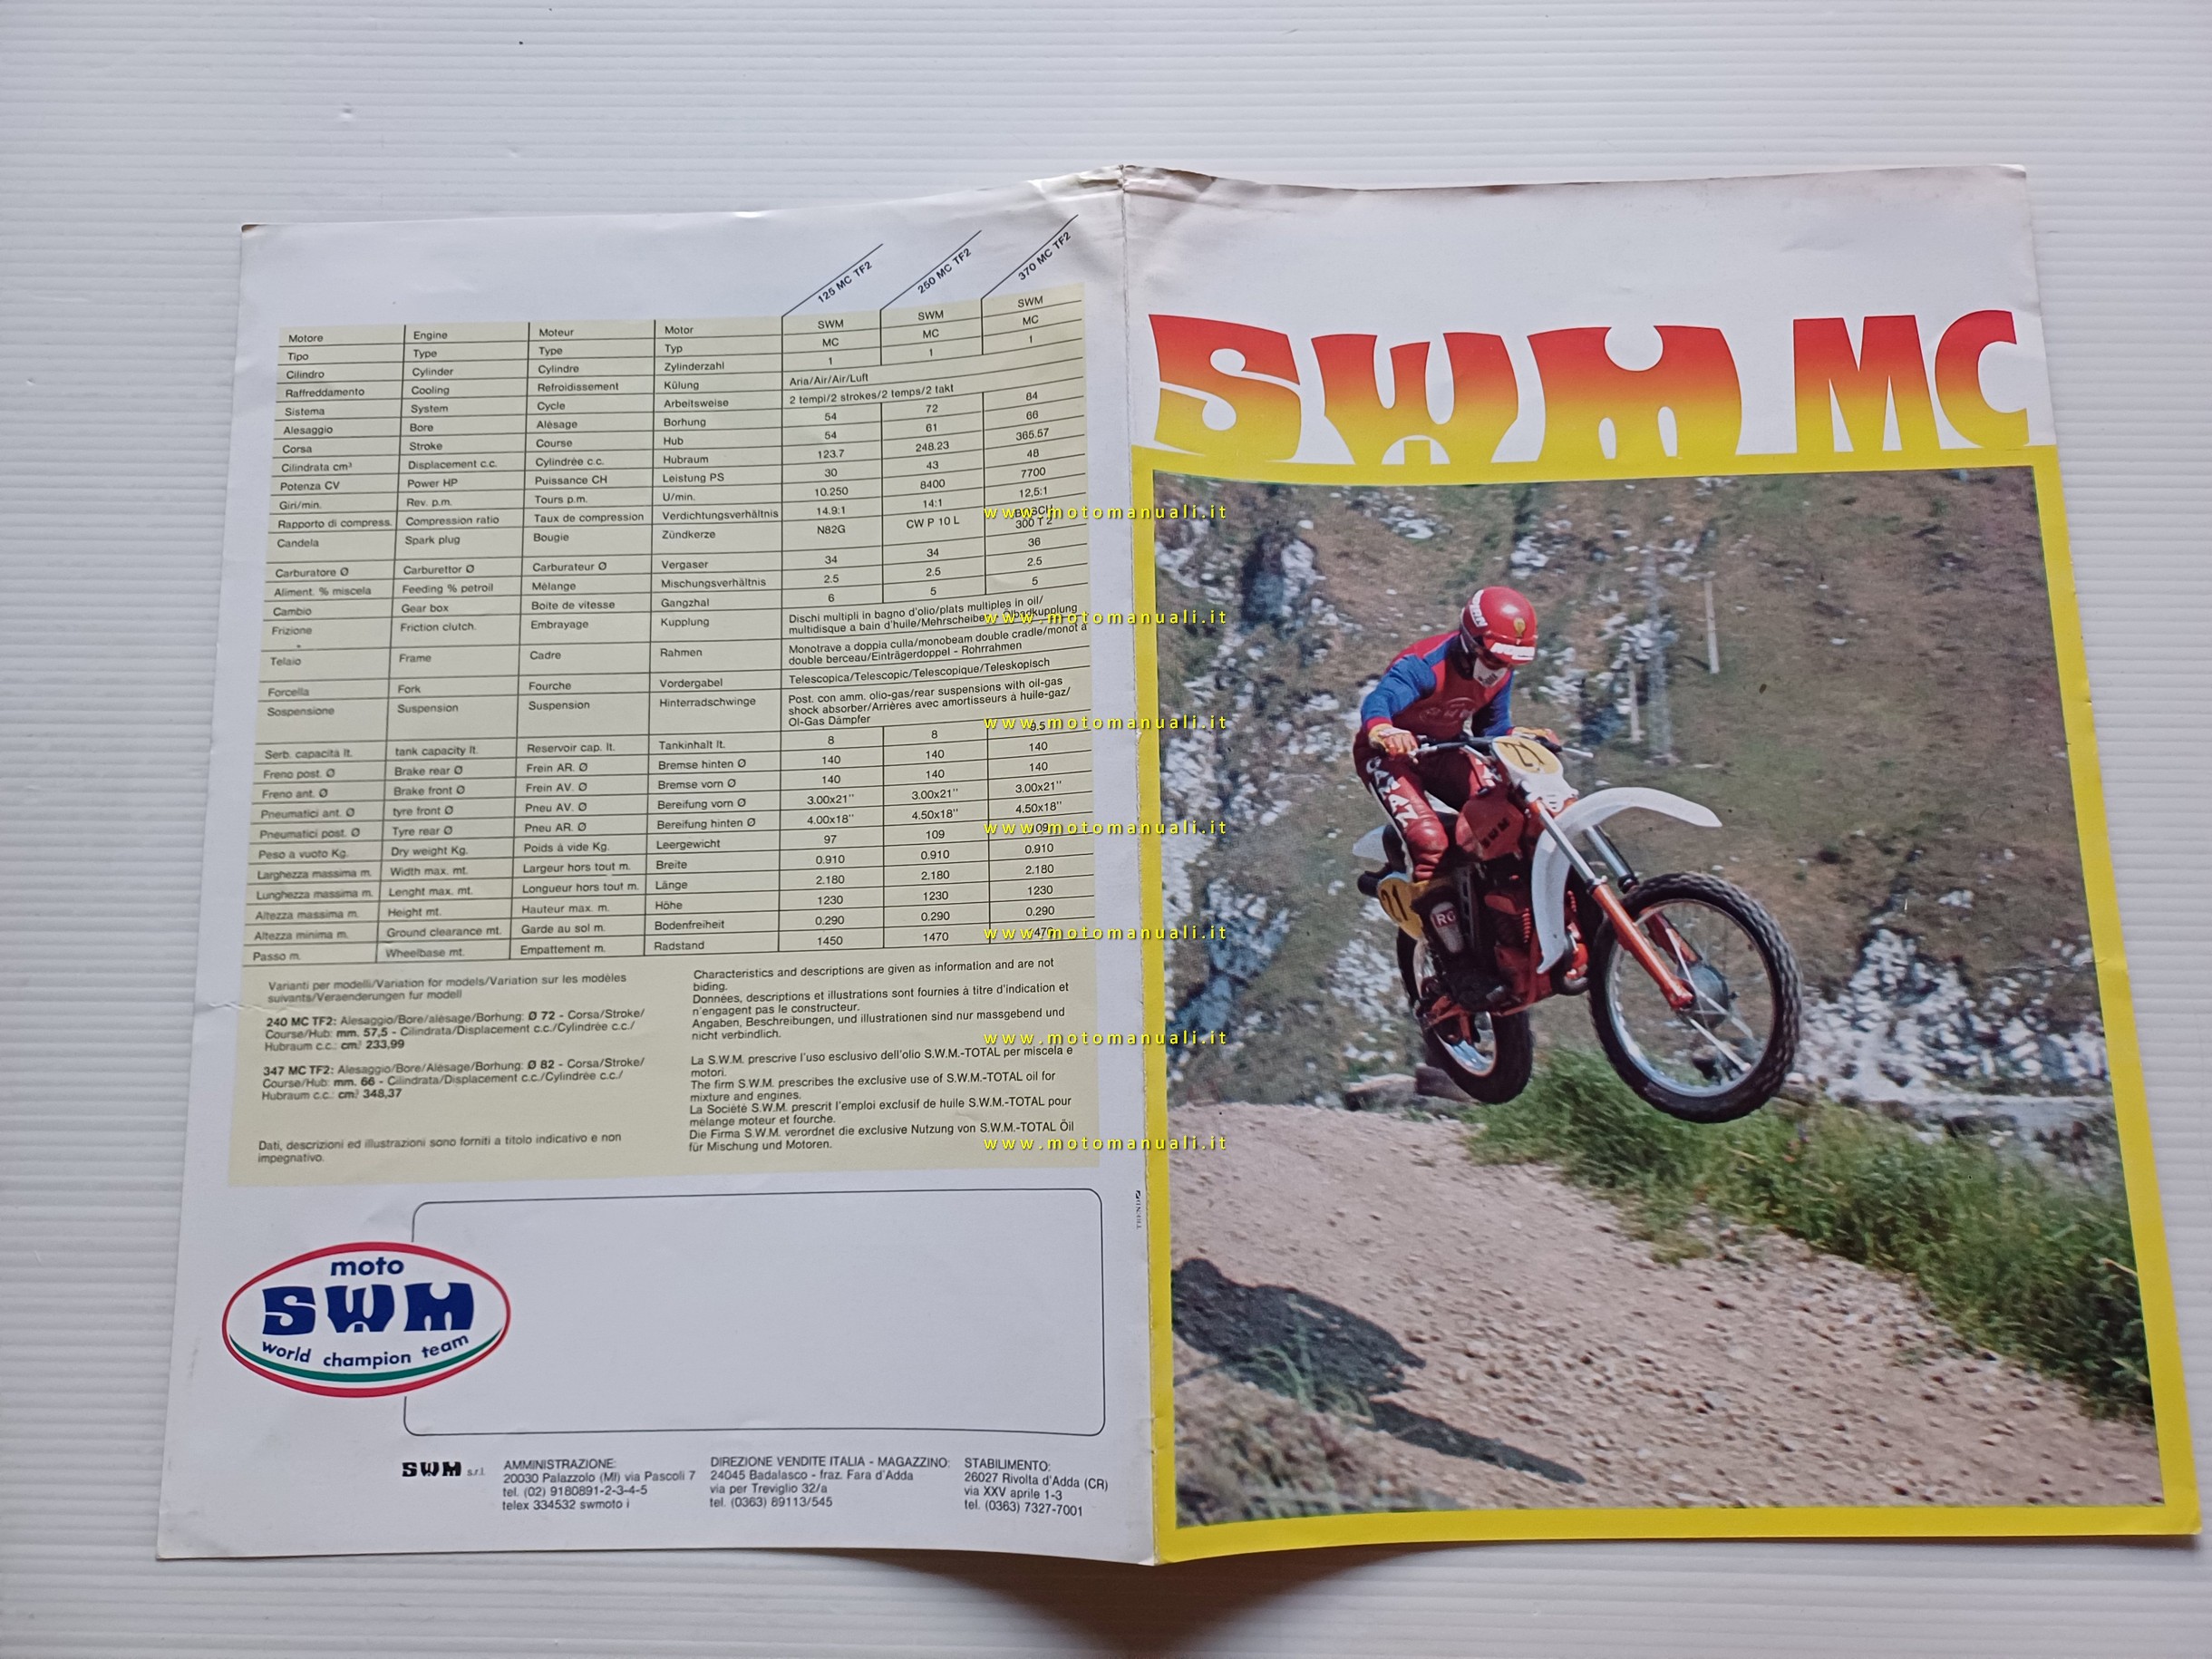 125 MC TF2
250 MC TF2
370 MC TF2
Motore Engine Moteur Motor SWM SWM SWM
Tipo Type Type Typ MC MC MC
Cilindro Cylinder Cylindre Zylinderzahl 1 1 1
Raffreddamento Cooling Refroidissement Külung Aria/Air/Air/Luft
Sistema System Cycle Arbeitsweise 2 tempi/2 strokes/2 temps/2 takt
Alesaggio Bore Alèsage Borhung 54 72 84
Corsa Stroke Course Hub 54 61 66
Cilindrata cm³ Displacement c.c. Cylindrèe c.c. Hubraum 123.7 248.23 365.57
Potenza CV Power HP Puissance CH Leistung PS 30 43 48
Giri/min. Rev. p.m. Tours p.m. U/min. 10.250 8400 7700
Rapporto di compress. Compression ratio Taux de compression Verdichtungsverhältnis 14.9:1 14:1 12,5:1
Candela Spark plug Bougie Zündkerze N82G CW P 10 L BOSCH
300 T 2
Carburatore Ø Carburettor Ø Carburateur Ø Vergaser 34 34 36
Aliment. % miscela Feeding % petroil Mèlange Mischungsverhältnis 2.5 2.5 2.5
Cambio Gear box Boite de vitesse Gangzhal 6 5 5
Frizione Friction clutch. Embrayage Kupplung Dischi multipli in bagno d'olio/plats multiples in oil/
multidisque a bain d'huile/Mehrscheiben Ölbadkupplung
Telaio Frame Cadre Rahmen Monotrave a doppia culla/monobeam double cradle/monot à
double berceau/Einträgerdoppel - Rohrrahmen
Forcella Fork Fourche Vordergabel Telescopica/Telescopic/Telescopique/Teleskopisch
Sospensione Suspension Suspension Hinterradschwinge Post. con amm. olio-gas/rear suspensions with oil-gas
shock absorber/Arrières avec amortisseurs à huile-gaz/
Ol-Gas Dämpfer
Serb. capacità lt. tank capacity lt. Reservoir cap. lt. Tankinhalt lt. 8 8 9.5
Freno post. Ø Brake rear Ø Frein AR. Ø Bremse hinten Ø 140 140 140
Freno ant. Ø Brake front Ø Frein AV. Ø Bremse vorn Ø 140 140 140
Pneumatici ant. Ø tyre front Ø Pneu AV. Ø Bereifung vorn Ø 3.00x21" 3.00x21" 3.00x21"
Pneumatici post. Ø Tyre rear Ø Pneu AR. Ø Bereifung hinten Ø 4.00x18" 4.50x18" 4.50x18"
Peso a vuoto Kg. Dry weight Kg. Poids à vide Kg. Leergewicht 97 109 109
Larghezza massima m. Width max. mt. Largeur hors tout m. Breite 0.910 0.910 0.910
Lunghezza massima m. Lenght max. mt. Longueur hors tout m. Länge 2.180 2.180 2.180
Altezza massima m. Height mt. Hauteur max. m. Höhe 1230 1230 1230
Altezza minima m. Ground clearance mt. Garde au sol m. Bodenfreiheit 0.290 0.290 0.290
Passo m. Wheelbase mt. Empattement m. Radstand 1450 1470 1470
Varianti per modelli/Variation for models/Variation sur les modèles
suivants/Veraenderungen fur modell
240 MC TF2: Alesaggio/Bore/alèsage/Borhung: Ø 72 - Corsa/Stroke/
Course/Hub: mm. 57,5 - Cilindrata/Displacement c.c./Cylindrèe c.c./
Hubraum c.c.: cm.³ 233,99
347 MC TF2: Alesaggio/Bore/Alèsage/Borhung: Ø 82 - Corsa/Stroke/
Course/Hub: mm. 66 - Cilindrata/Displacement c.c./Cylindrèe c.c./
Hubraum c.c.: cm.³ 348,37
Dati, descrizioni ed illustrazioni sono forniti a titolo indicativo e non
impegnativo.
Characteristics and descriptions are given as information and are not
biding.
Donnèes, descriptions et illustrations sont fournies à titre d'indication et
n'engagent pas le constructeur.
Angaben, Beschreibungen, und illustrationen sind nur massgebend und
nicht verbindlich.
La S.W.M. prescrive l'uso esclusivo dell'olio S.W.M.-TOTAL per miscela e
motori.
The firm S.W.M. prescribes the exclusive use of S.W.M.-TOTAL oil for
mixture and engines.
La Société S.W.M. prescrit l'emploi exclusif de huile S.W.M.-TOTAL pour
mèlange moteur et fourche.
Die Firma S.W.M. verordnet die exclusive Nutzung von S.W.M.-TOTAL Öil
für Mischung und Motoren.
TREND
moto
SWM
world champion team
SWM s.r.l.
AMMINISTRAZIONE:
20030 Palazzolo (MI) via Pascoli 7
tel. (02) 9180891-2-3-4-5
telex 334532 swmoto i
DIREZIONE VENDITE ITALIA - MAGAZZINO:
24045 Badalasco - fraz. Fara d'Adda
via per Treviglio 32/a
tel. (0363) 89113/545
STABILIMENTO:
26027 Rivolta d'Adda (CR)
via XXV aprile 1-3
tel. (0363) 7327-7001
SWM MC
21
SWM
21
RG
www.motomanuali.it
www.motomanuali.it
www.motomanuali.it
www.motomanuali.it
www.motomanuali.it
www.motomanuali.it
www.motomanuali.it